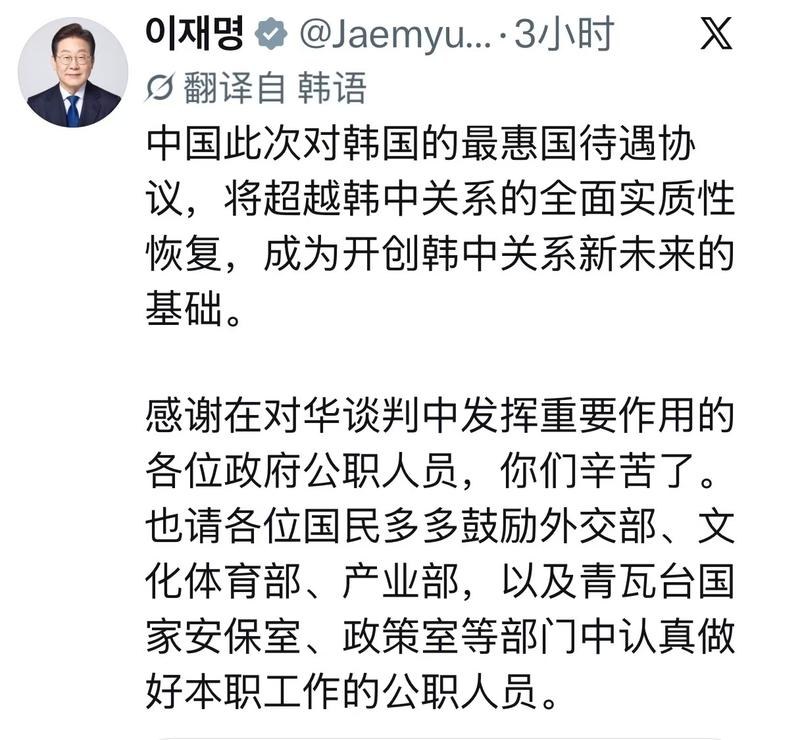 이재명 @Jaemyu... · 3小时
翻译自 韩语
中国此次对韩国的最惠国待遇协
议，将超越韩中关系的全面实质性
恢复，成为开创韩中关系新未来的
基础。
感谢在对华谈判中发挥重要作用的
各位政府公职人员，你们辛苦了。
也请各位国民多多鼓励外交部、文
化体育部、产业部，以及青瓦台国
家安保室、政策室等部门中认真做
好本职工作的公职人员。